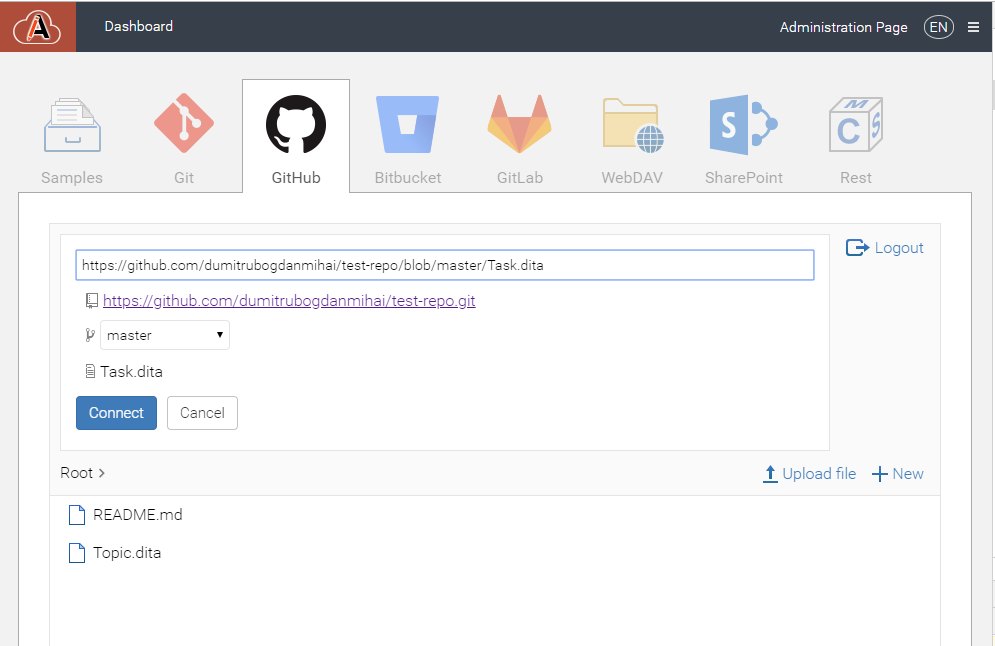 Dashboard
Administration Page
EN
Samples
Git
GitHub
Bitbucket
GitLab
WebDAV
SharePoint
Rest
https://github.com/dumitrubogdanmihai/test-repo/blob/master/Task.dita
Logout
https://github.com/dumitrubogdanmihai/test-repo.git
master
Task.dita
Connect
Cancel
Root >
Upload file
New
README.md
Topic.dita